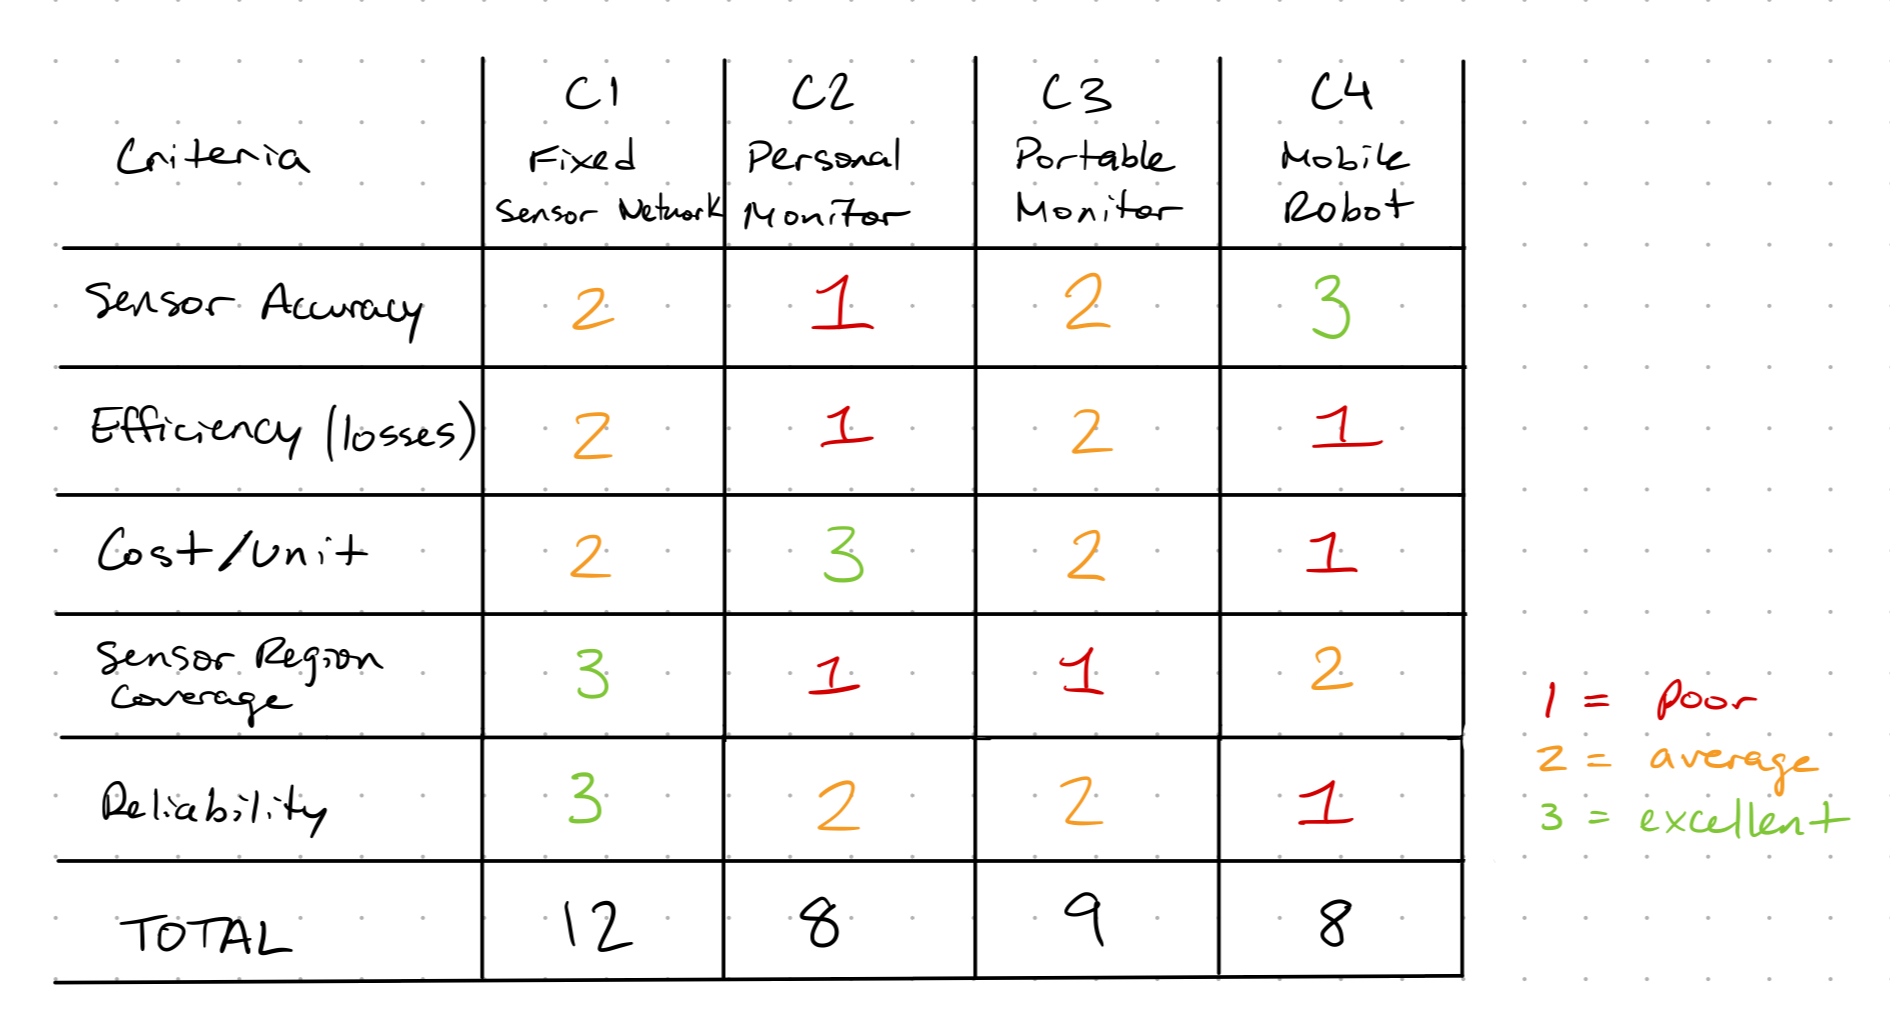 C1 C2 C3 C4
Criteria Fixed Personal Portable Mobile
Sensor Network Monitor Monitor Robot
Sensor Accuracy 2 1 2 3
Efficiency (losses) 2 1 2 1
Cost/Unit 2 3 2 1
Sensor Region 3 1 1 2
Coverage
1 = poor
2 = average
3 = excellent
Reliability 3 2 2 1
TOTAL 12 8 9 8